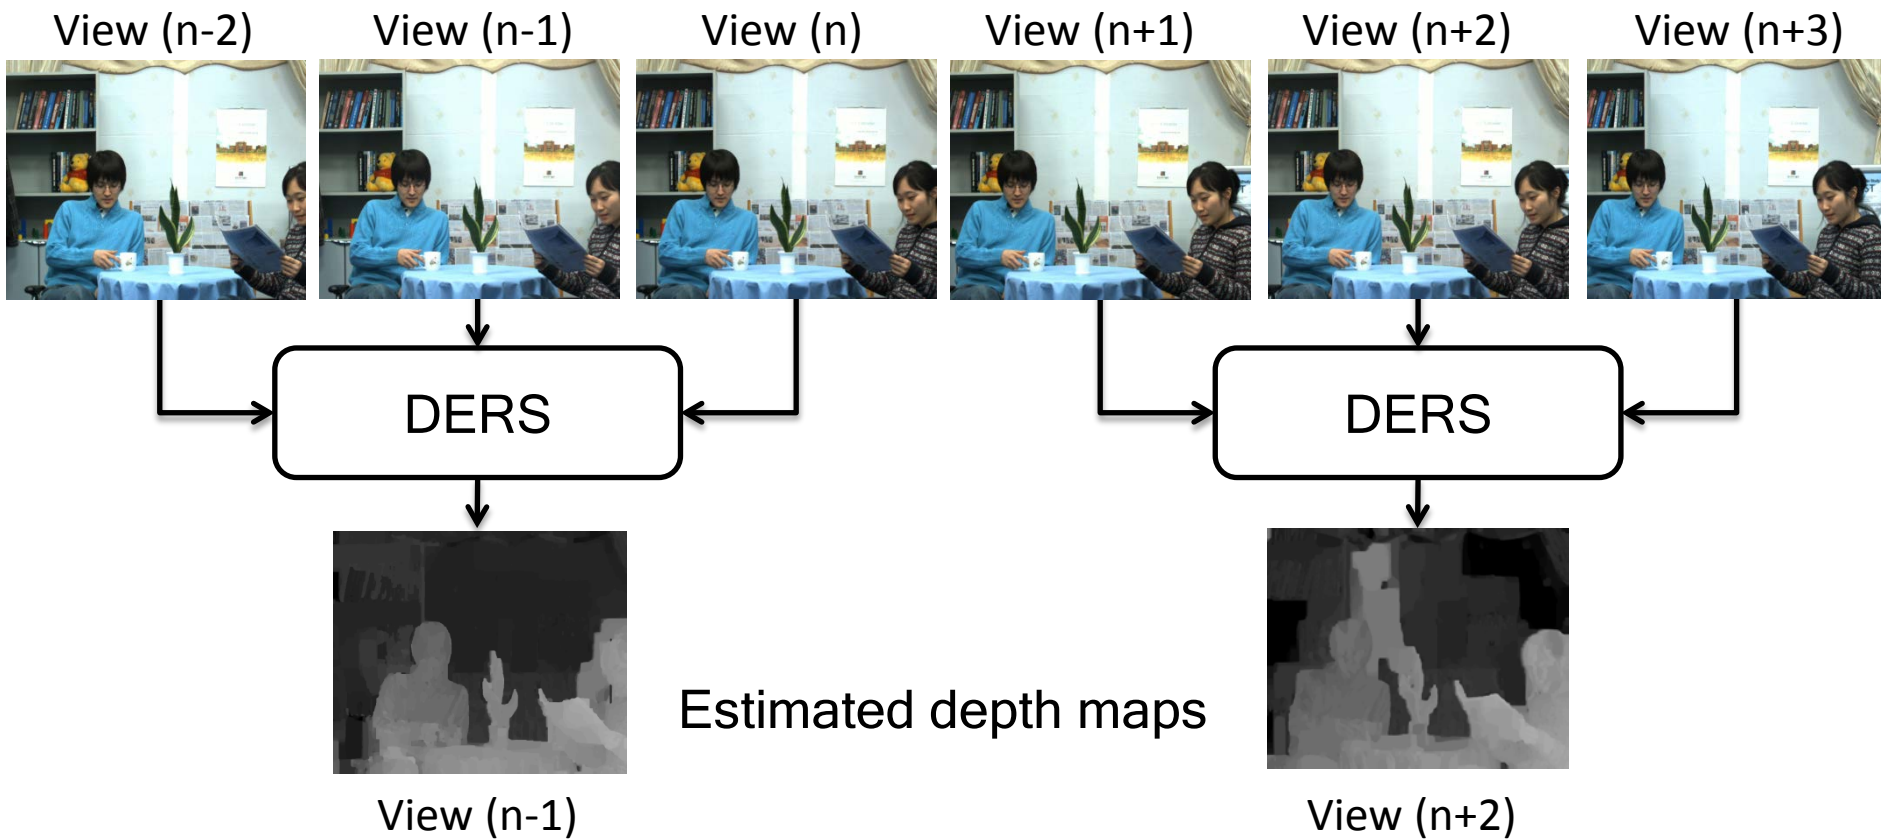 View (n-2)
View (n-1)
View (n)
View (n+1)
View (n+2)
View (n+3)
DERS
DERS
Estimated depth maps
View (n-1)
View (n+2)